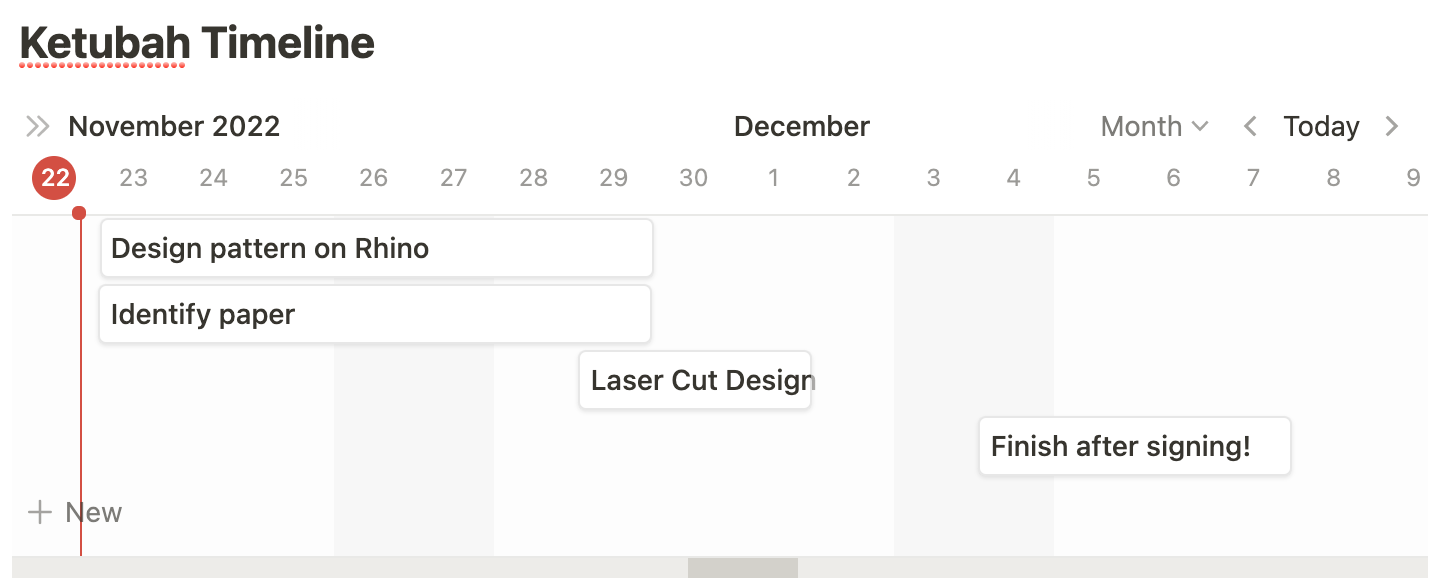 Ketubah Timeline
November 2022 December Month Today
22 23 24 25 26 27 28 29 30 1 2 3 4 5 6 7 8 9
Design pattern on Rhino
Identify paper
Laser Cut Design
Finish after signing!
New